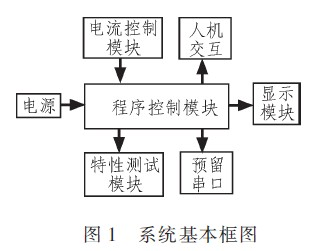 电流控制
模块
人机
交互
电源
程序控制模块
显示
模块
特性测试
模块
预留
串口
图1 系统基本框图